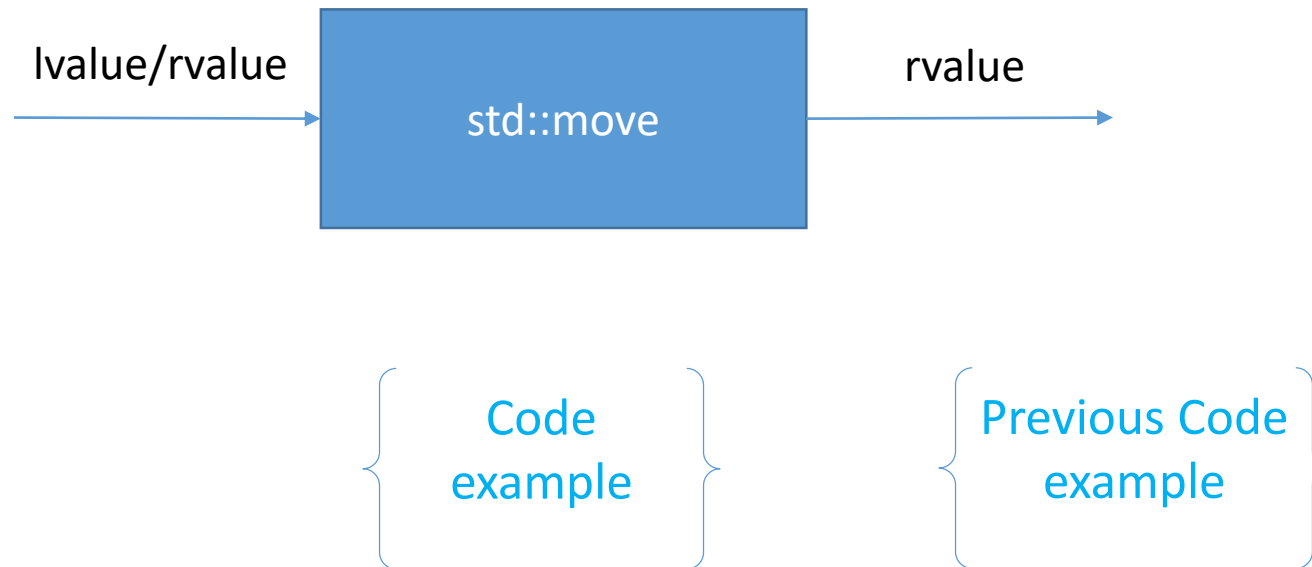 lvalue/rvalue
std::move
rvalue
Code
example
Previous Code
example